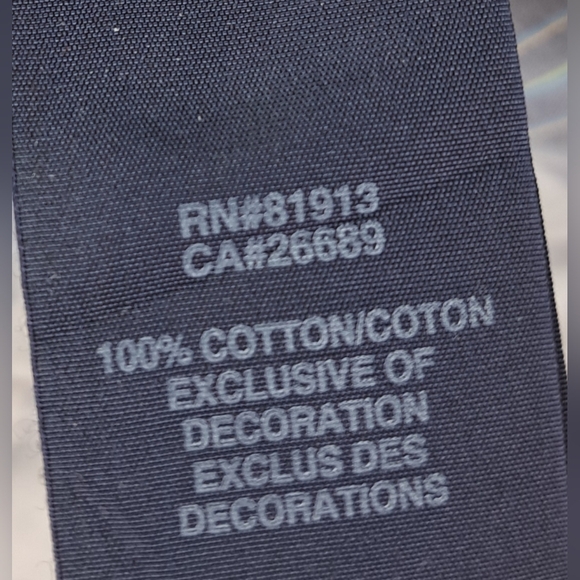 RN#81913
CA#26689
100% COTTON/COTON
EXCLUSIVE OF
DECORATION
EXCLUS DES
DECORATIONS